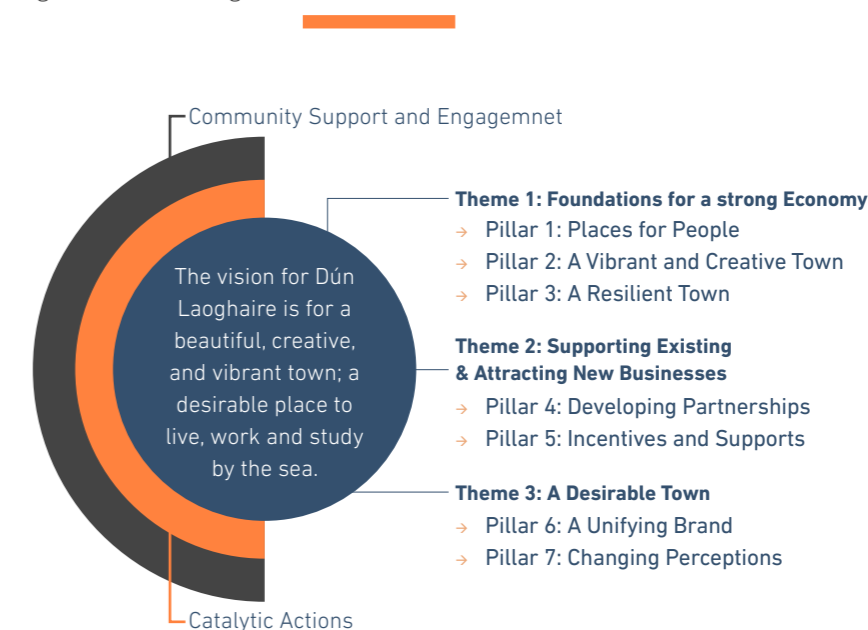 Community Support and Engagemnet
The vision for Dún
Laoghaire is for a
beautiful, creative,
and vibrant town; a
desirable place to
live, work and study
by the sea.
Theme 1: Foundations for a strong Economy
→ Pillar 1: Places for People
→ Pillar 2: A Vibrant and Creative Town
→ Pillar 3: A Resilient Town
Theme 2: Supporting Existing
& Attracting New Businesses
→ Pillar 4: Developing Partnerships
→ Pillar 5: Incentives and Supports
Theme 3: A Desirable Town
→ Pillar 6: A Unifying Brand
→ Pillar 7: Changing Perceptions
Catalytic Actions